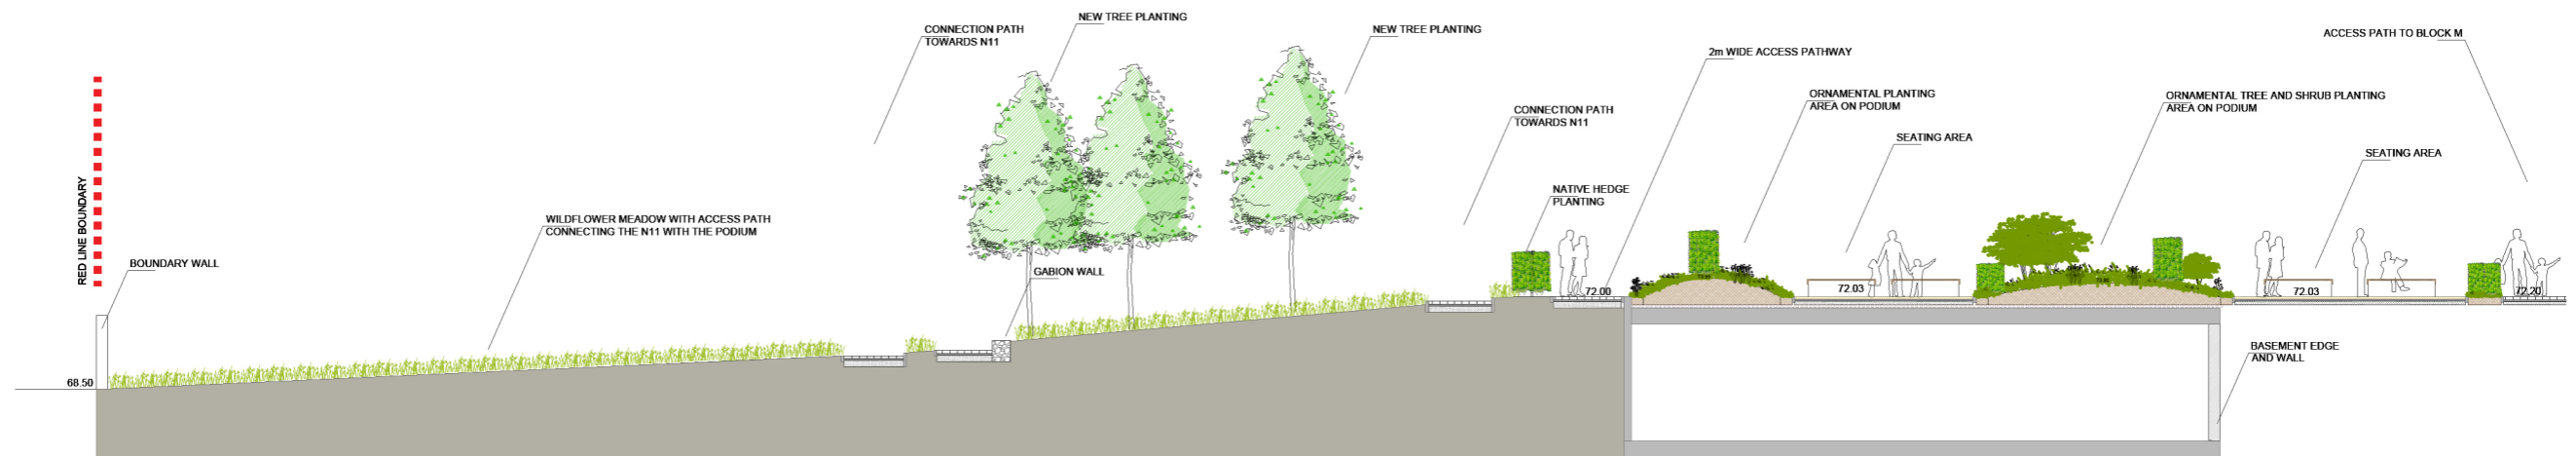 RED LINE BOUNDARY
BOUNDARY WALL
68.50
WILDFLOWER MEADOW WITH ACCESS PATH
CONNECTING THE N11 WITH THE PODIUM
CONNECTION PATH
TOWARDS N11
NEW TREE PLANTING
GABION WALL
NEW TREE PLANTING
CONNECTION PATH
TOWARDS N11
NATIVE HEDGE
PLANTING
2m WIDE ACCESS PATHWAY
72.00
ORNAMENTAL PLANTING
AREA ON PODIUM
SEATING AREA
72.03
ORNAMENTAL TREE AND SHRUB PLANTING
AREA ON PODIUM
SEATING AREA
72.03
ACCESS PATH TO BLOCK M
72.20
BASEMENT EDGE
AND WALL